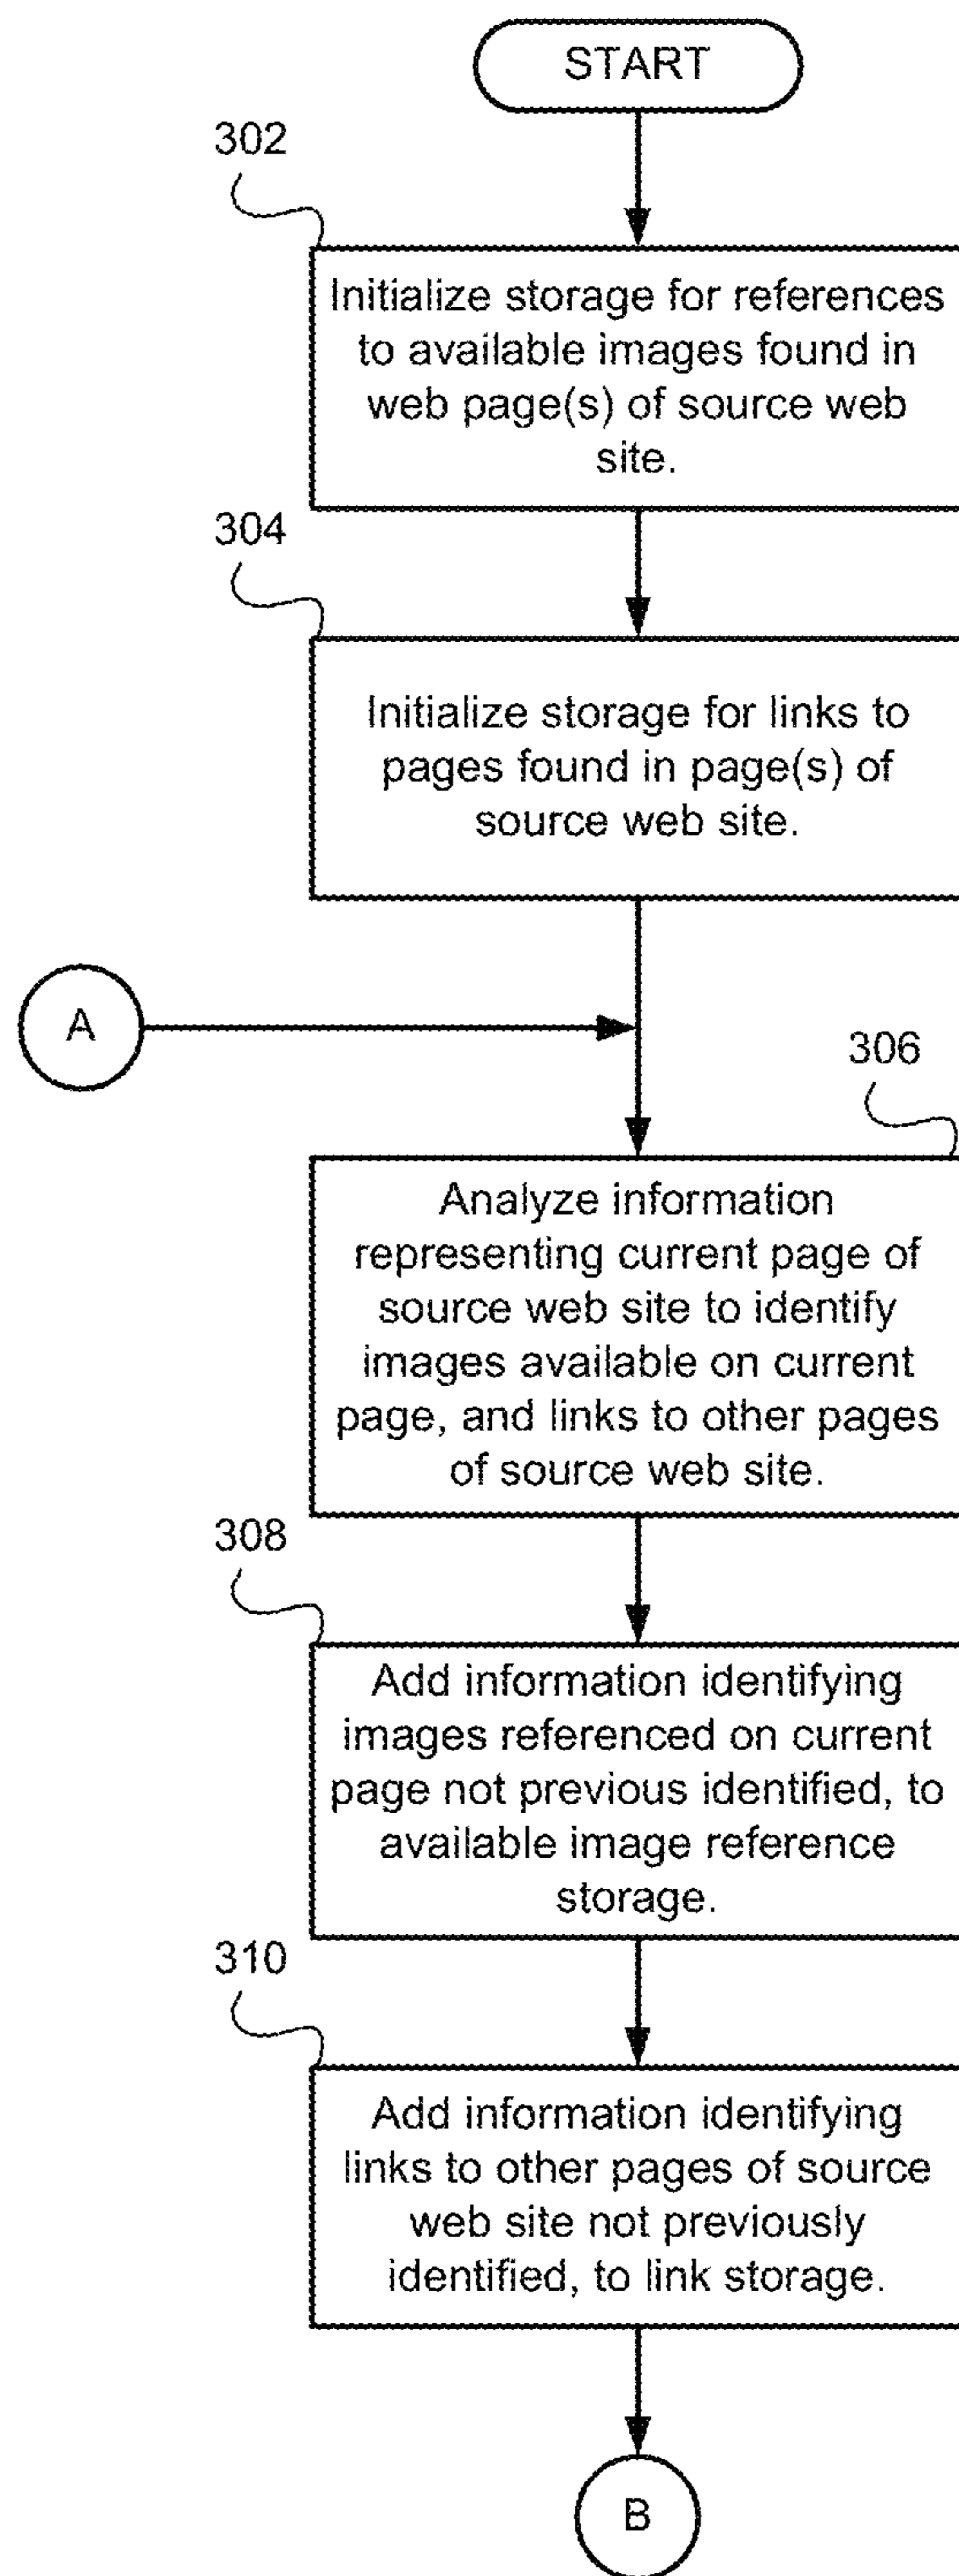 START
302
Initialize storage for references
to available images found in
web page(s) of source web
site.
304
Initialize storage for links to
pages found in page(s) of
source web site.
A
306
Analyze information
representing current page of
source web site to identify
images available on current
page, and links to other pages
of source web site.
308
Add information identifying
images referenced on current
page not previous identified, to
available image reference
storage.
310
Add information identifying
links to other pages of source
web site not previously
identified, to link storage.
B